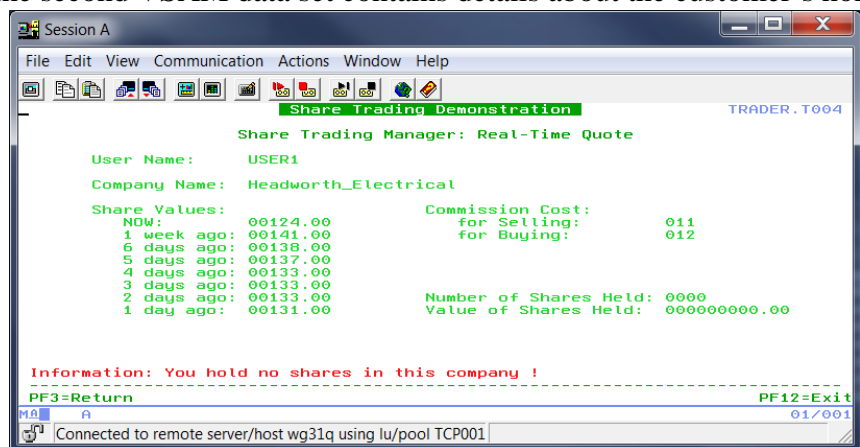 Session A
File Edit View Communication Actions Window Help
Share Trading Demonstration TRADER.T004
Share Trading Manager: Real-Time Quote
User Name: USER1
Company Name: Headworth_Electrical
Share Values: Commission Cost:
NOW: 00124.00 for Selling: 011
1 week ago: 00141.00 for Buying: 012
6 days ago: 00138.00
5 days ago: 00137.00
4 days ago: 00133.00
3 days ago: 00133.00
2 days ago: 00133.00 Number of Shares Held: 0000
1 day ago: 00131.00 Value of Shares Held: 000000000.00
Information: You hold no shares in this company !
PF3=Return PF12=Exit
MA A 01/001
Connected to remote server/host wg31q using lu/pool TCP001